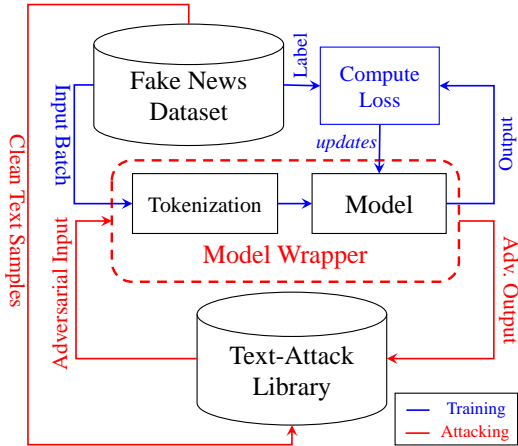 Fake News
Dataset
Label
Compute
Loss
Input Batch
updates
Output
Clean Text Samples
Tokenization
Model
Model Wrapper
Adversarial Input
Adv. Output
Text-Attack
Library
Training
Attacking